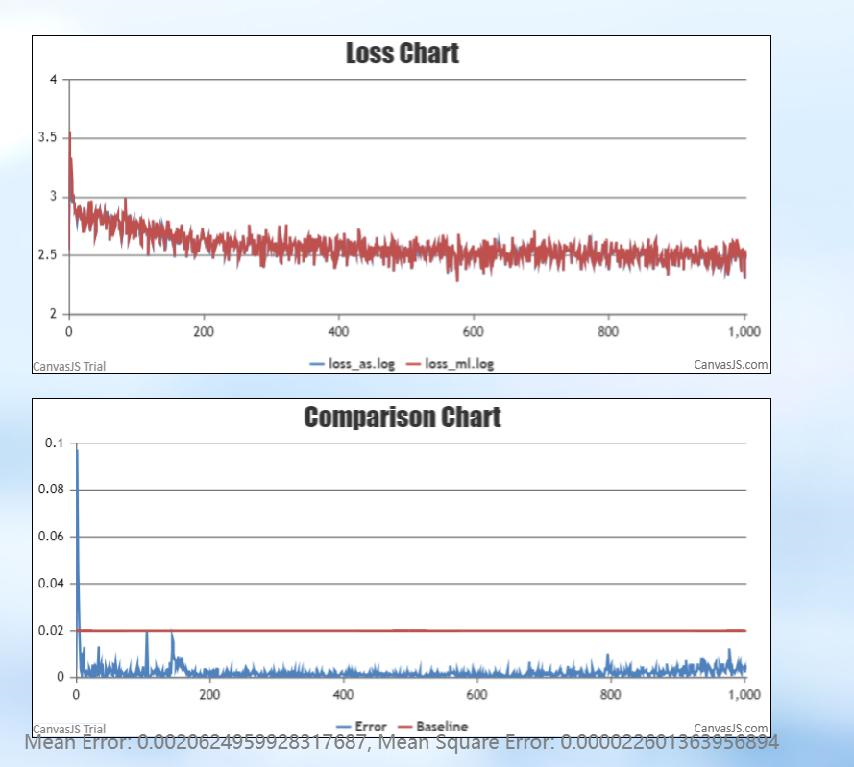 Loss Chart
4
3.5
3
2.5
2
0 200 400 600 800 1,000
loss_as.log loss_ml.log
CanvasJS Trial CanvasJS.com
Comparison Chart
0.1
0.08
0.06
0.04
0.02
0
0 200 400 600 800 1,000
Error Baseline
CanvasJS Trial CanvasJS.com
Mean Error: 0.00206249599283​17687, Mean Square Error: 0.000022601363956894